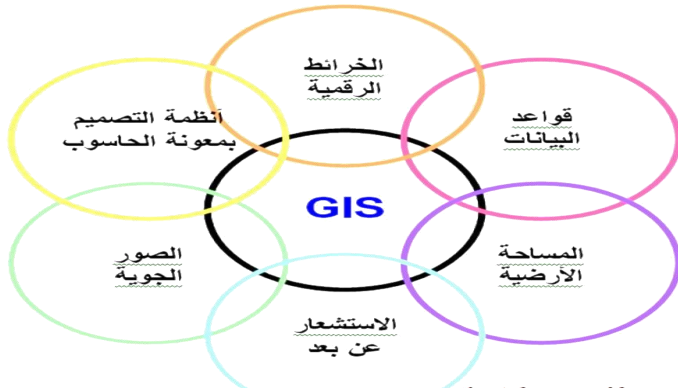 الخرائط
الرقمية
قواعد
البيانات
أنظمة التصميم
بمعونة الحاسوب
GIS
المساحة
الأرضية
الصور
الجوية
الاستشعار
عن بعد